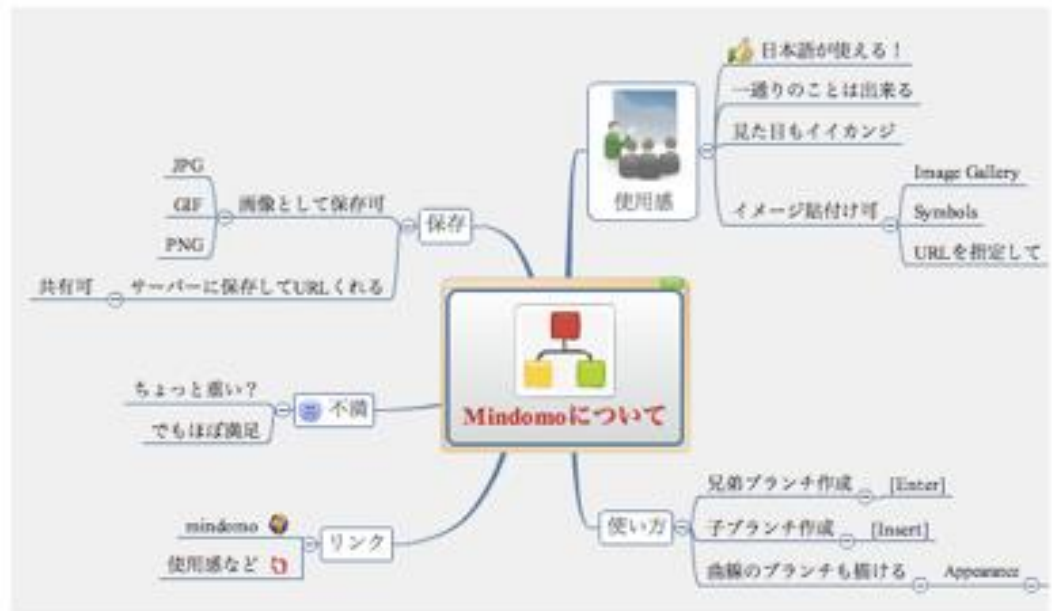 Mindomoについて
使用感
日本語が使える！
一通りのことは出来る
見た目もイイカンジ
イメージ貼付け可
Image Gallery
Symbols
URLを指定して
使い方
兄弟ブランチ作成
[Enter]
子ブランチ作成
[Insert]
曲線のブランチも描ける
Appearance
保存
画像として保存可
JPG
GIF
PNG
サーバーに保存してURLくれる
共有可
不満
ちょっと重い？
でもほぼ満足
リンク
mindomo
使用感など